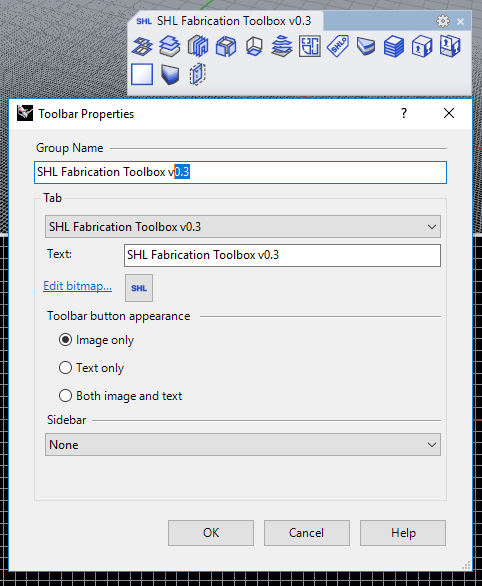 SHL SHL Fabrication Toolbox v0.3
SHL
Toolbar Properties
?
Group Name
SHL Fabrication Toolbox v0.3
Tab
SHL Fabrication Toolbox v0.3
Text:
SHL Fabrication Toolbox v0.3
Edit bitmap...
SHL
Toolbar button appearance
Image only
Text only
Both image and text
Sidebar
None
OK
Cancel
Help